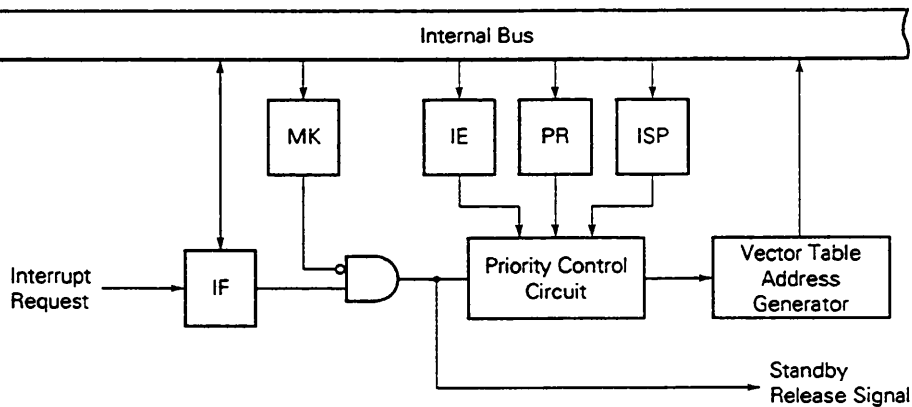 Internal Bus
MK
IE
PR
ISP
Interrupt
Request
IF
Priority Control
Circuit
Vector Table
Address
Generator
Standby
Release Signal